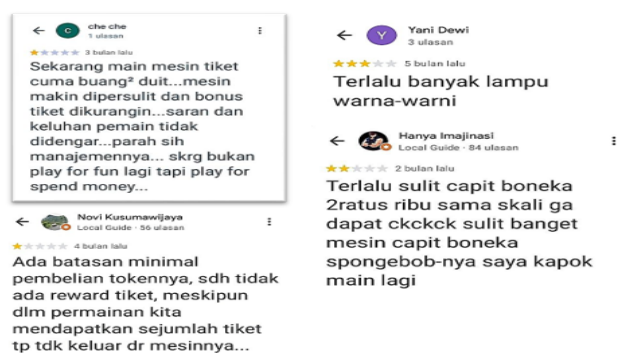 che che
1 ulasan
3 bulan lalu
Sekarang main mesin tiket
cuma buang² duit...mesin
makin dipersulit dan bonus
tiket dikurangin...saran dan
keluhan pemain tidak
didengar...parah sih
manajemennya... skrg bukan
play for fun lagi tapi play for
spend money...
Novi Kusumawijaya
Local Guide · 56 ulasan
4 bulan lalu
Ada batasan minimal
pembelian tokennya, sdh tidak
ada reward tiket, meskipun
dlm permainan kita
mendapatkan sejumlah tiket
tp tdk keluar dr mesinnya...
Y
Yani Dewi
3 ulasan
5 bulan lalu
Terlalu banyak lampu
warna-warni
Hanya Imajinasi
Local Guide · 84 ulasan
2 bulan lalu
Terlalu sulit capit boneka
2ratus ribu sama skali ga
dapat ckckck sulit banget
mesin capit boneka
spongebob-nya saya kapok
main lagi